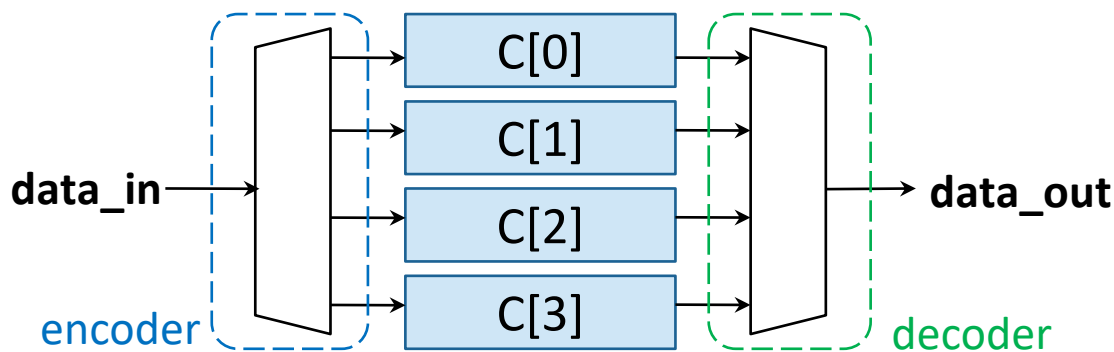 C[0]
C[1]
data_in
data_out
C[2]
C[3]
encoder
decoder